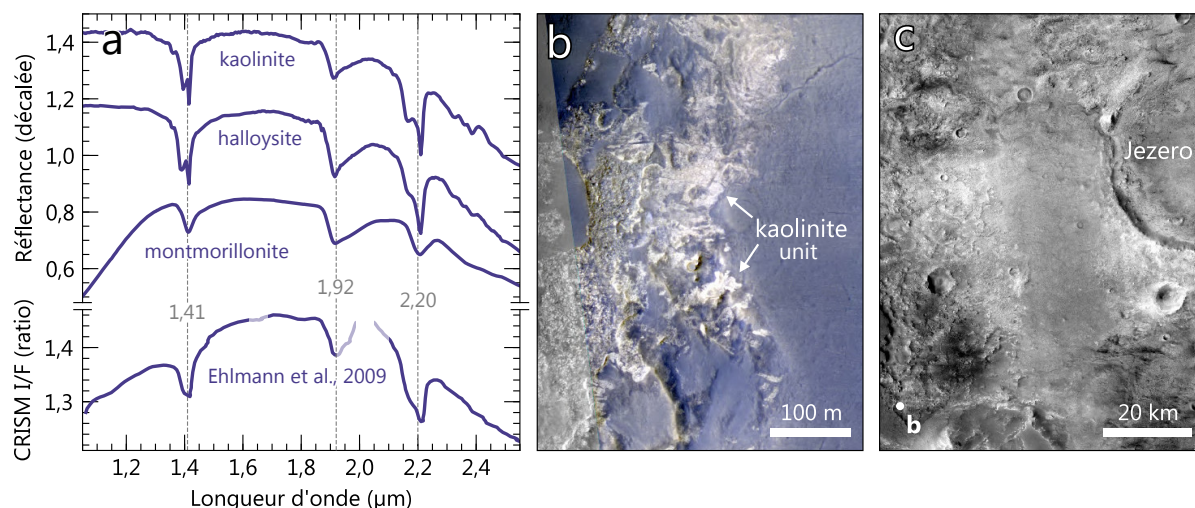 a
1,4
1,2
1,0
0,8
0,6
Réflectance (décalée)
kaolinite
halloysite
montmorillonite
1,41
1,92
2,20
CRISM I/F (ratio)
1,4
1,3
Ehlmann et al., 2009
1,2
1,4
1,6
1,8
2,0
2,2
2,4
Longueur d'onde (µm)
b
kaolinite
unit
100 m
c
Jezero
b
20 km